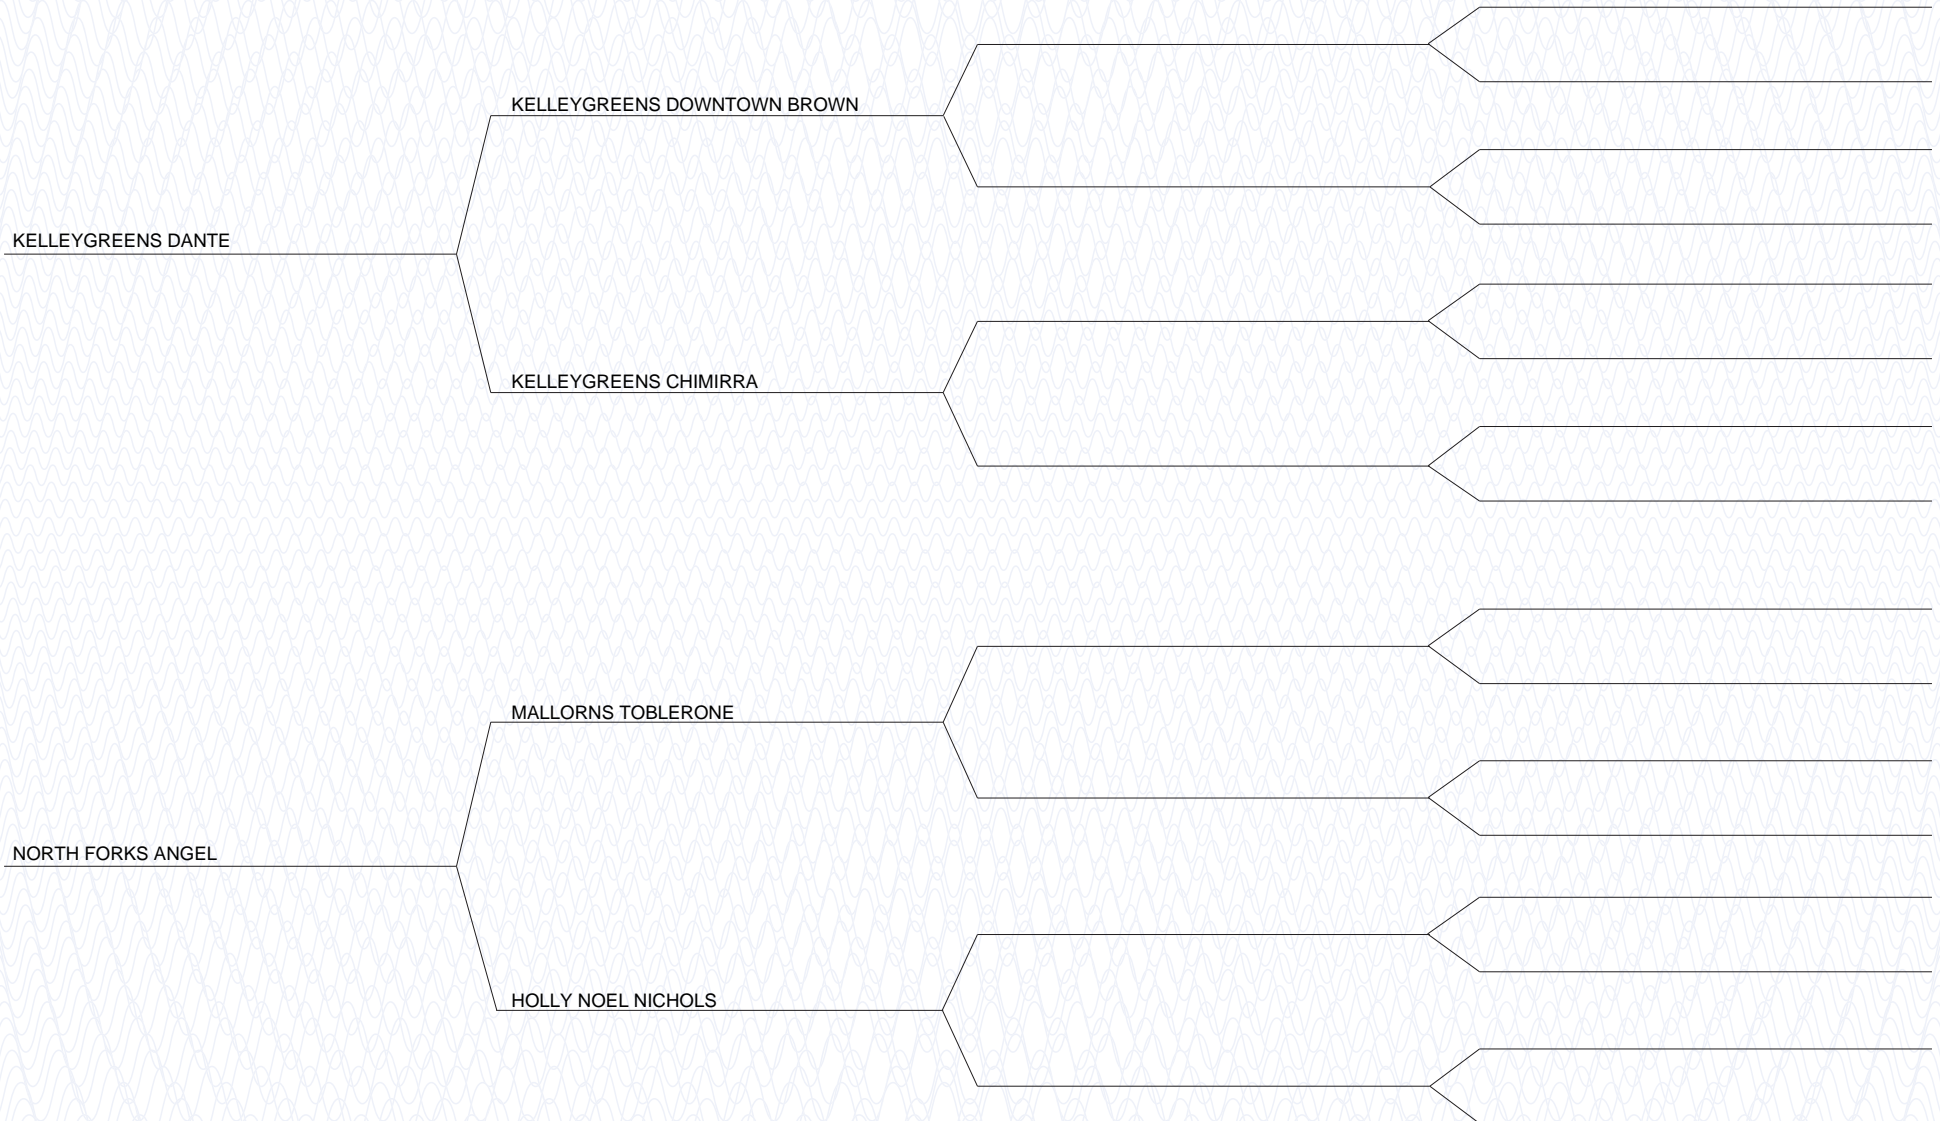 KELLEYGREENS DOWNTOWN BROWN
KELLEYGREENS DANTE
KELLEYGREENS CHIMIRRA
MALLORNS TOBLERONE
NORTH FORKS ANGEL
HOLLY NOEL NICHOLS